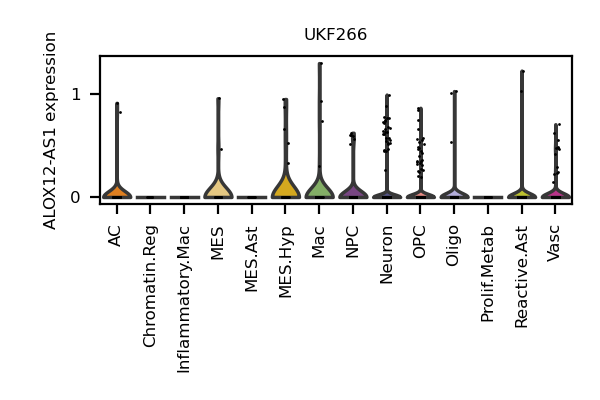 UKF266
ALOX12-AS1 expression
1
0
AC
Chromatin.Reg
Inflammatory.Mac
MES
MES.Ast
MES.Hyp
Mac
NPC
Neuron
OPC
Oligo
Prolif.Metab
Reactive.Ast
Vasc